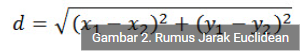 d = √(x₁ − x₂)² + (y₁ − y₂)²
Gambar 2. Rumus Jarak Euclidean